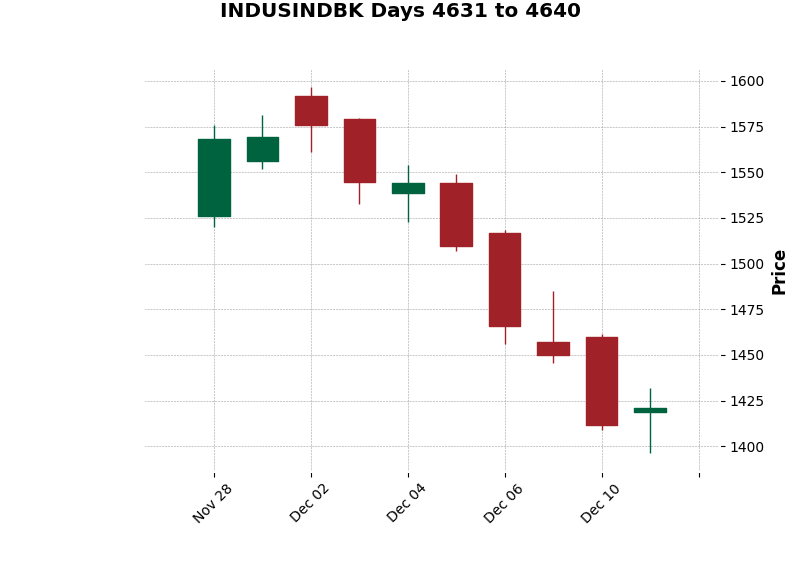 INDUSINDBK Days 4631 to 4640
1600
1575
1550
1525
1500
1475
1450
1425
1400
Price
Nov 28
Dec 02
Dec 04
Dec 06
Dec 10